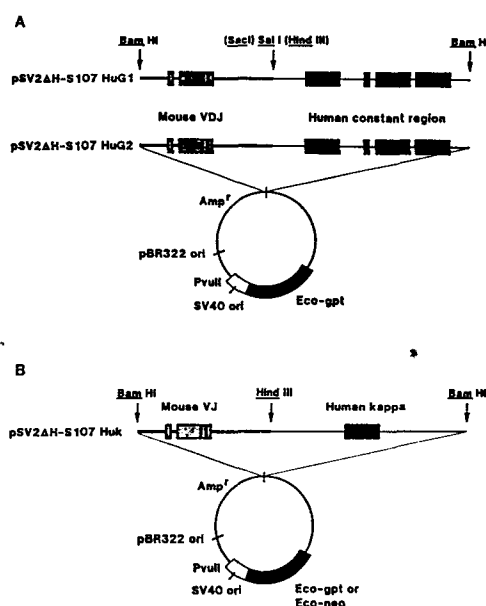 A
Bam HI (SacI) Sal I (Hind III) Bam H
pSV2ΔH-S107 HuG1
Mouse VDJ Human constant region
pSV2ΔH-S107 HuG2
Amp r
pBR322 ori
PvuII
SV40 ori
Eco-gpt
B
Bam HI Hind III Bam HI
Mouse VJ Human kappa
pSV2ΔH-S107 Huk
Amp r
pBR322 ori
PvuII
SV40 ori
Eco-gpt or
Eco-neo